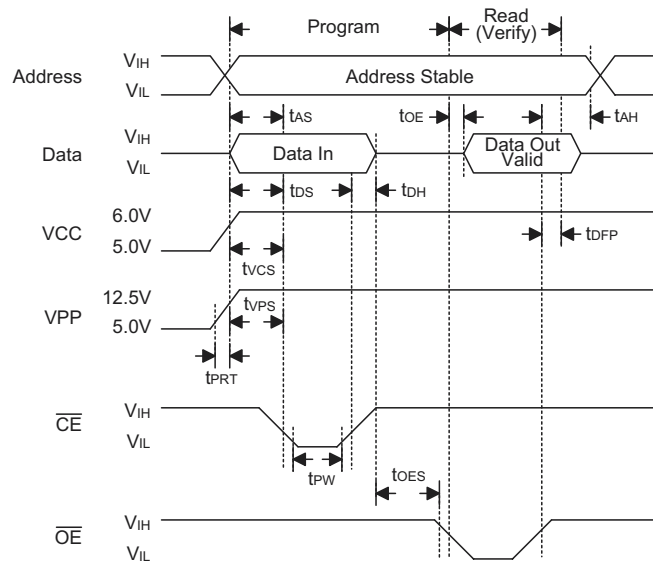 Program
Read
(Verify)
Address
VIH
VIL
Address Stable
tAS
tOE
tAH
Data
VIH
VIL
Data In
Data Out
Valid
tDS
tDH
VCC
6.0V
5.0V
tVCS
tDFP
VPP
12.5V
5.0V
tVPS
tPRT
CE
VIH
VIL
tPW
tOES
OE
VIH
VIL